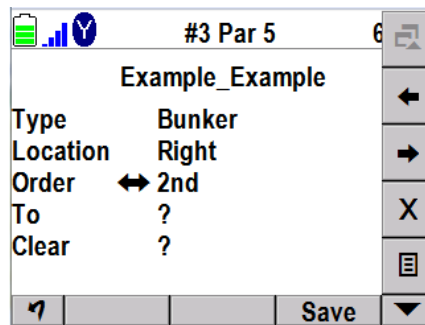 Y #3 Par 5 6
Example_Example
Type Bunker
Location Right
Order ↔ 2nd
To ?
Clear ?
X
Save